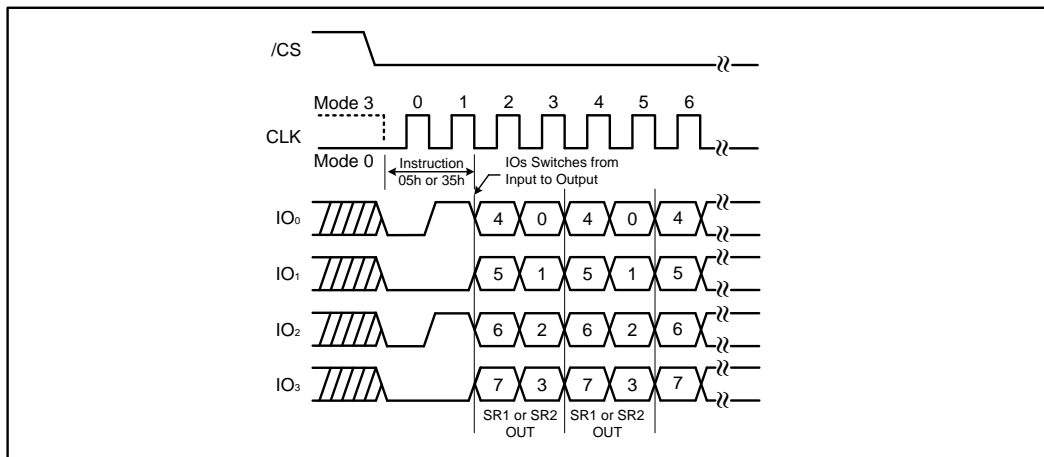 /CS
Mode 3 0 1 2 3 4 5 6
CLK
Mode 0
Instruction
05h or 35h
IOs Switches from
Input to Output
IO₀ 4 0 4 0 4
IO₁ 5 1 5 1 5
IO₂ 6 2 6 2 6
IO₃ 7 3 7 3 7
SR1 or SR2
OUT
SR1 or SR2
OUT